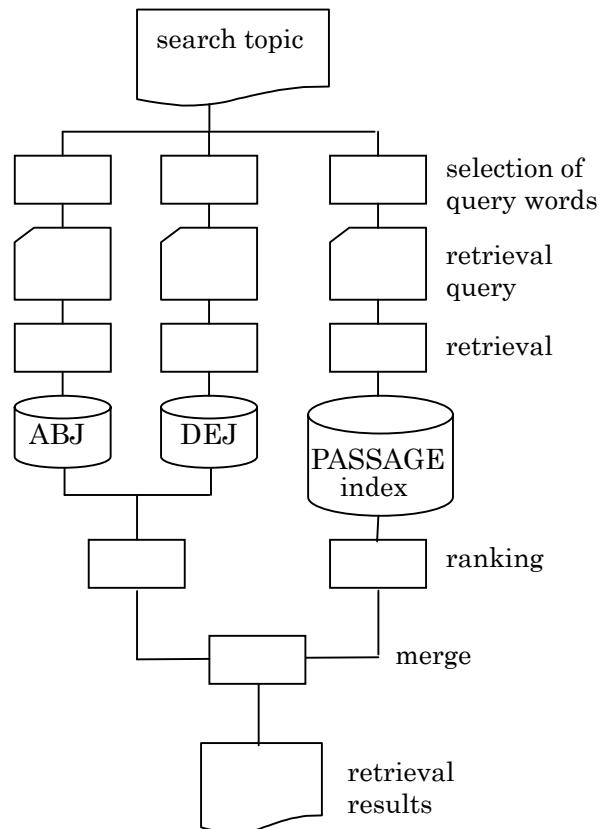 search topic
selection of
query words
retrieval
query
retrieval
ABJ
DEJ
PASSAGE
index
ranking
merge
retrieval
results